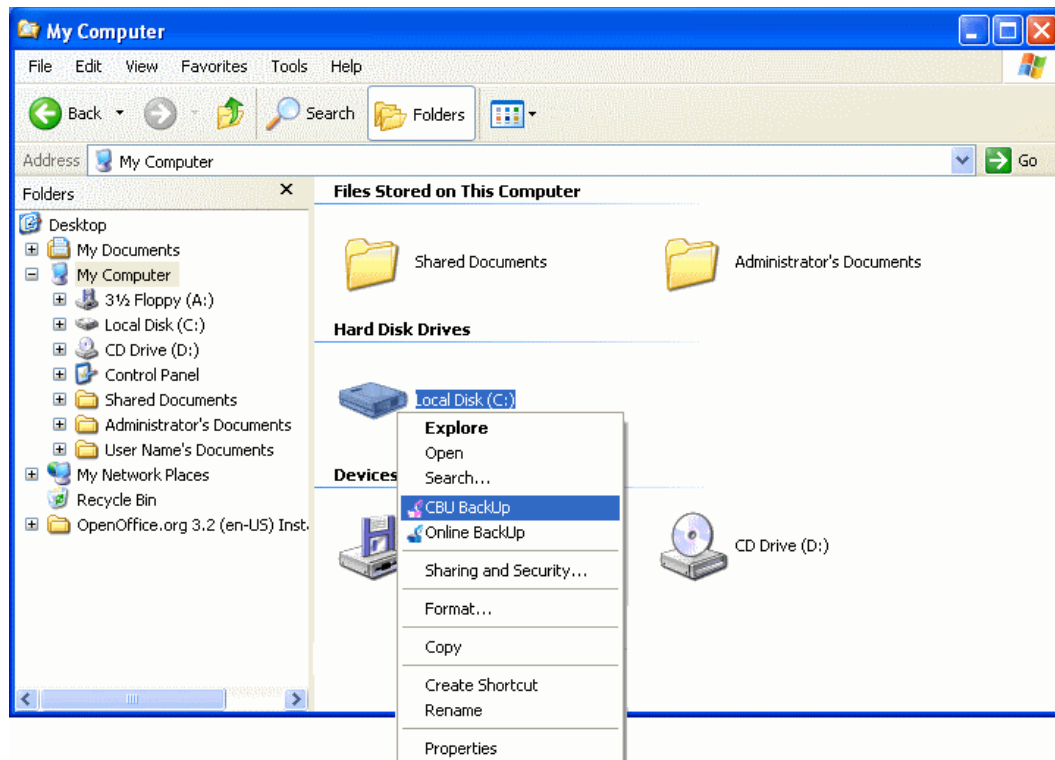 My Computer
File Edit View Favorites Tools Help
Back Search Folders
Address My Computer Go
Folders
Desktop
My Documents
My Computer
3½ Floppy (A:)
Local Disk (C:)
CD Drive (D:)
Control Panel
Shared Documents
Administrator's Documents
User Name's Documents
My Network Places
Recycle Bin
OpenOffice.org 3.2 (en-US) Inst
Files Stored on This Computer
Shared Documents Administrator's Documents
Hard Disk Drives
Local Disk (C:)
Devices
CD Drive (D:)
Explore
Open
Search...
CBU BackUp
Online BackUp
Sharing and Security...
Format...
Copy
Create Shortcut
Rename
Properties